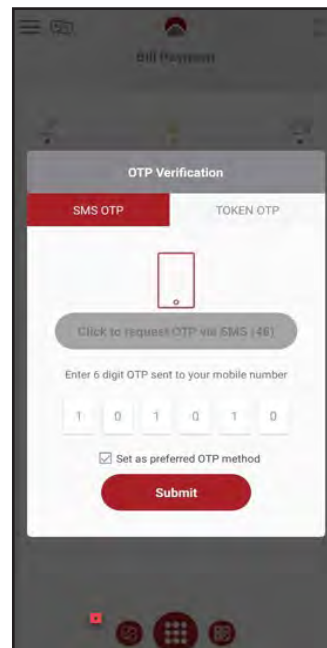 Bill Payment
OTP Verification
SMS OTP TOKEN OTP
Click to request OTP via SMS (46)
Enter 6 digit OTP sent to your mobile number
1 0 1 0 1 0
Set as preferred OTP method
Submit